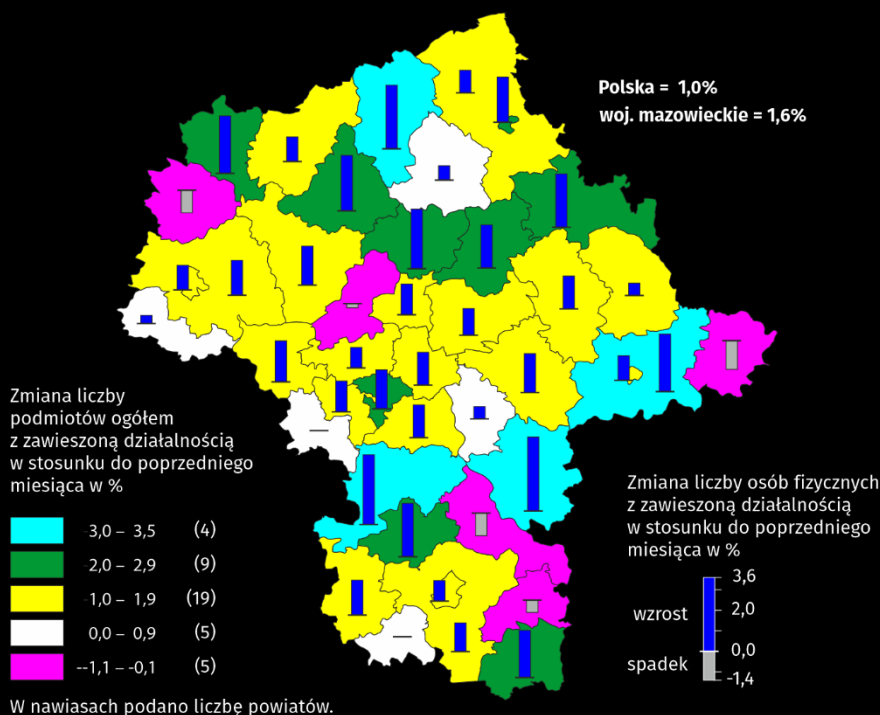 Polska = 1,0%
woj. mazowieckie = 1,6%
Zmiana liczby
podmiotów ogółem
z zawieszoną działalnością
w stosunku do poprzedniego
miesiąca w %
3,0 – 3,5 (4)
2,0 – 2,9 (9)
1,0 – 1,9 (19)
0,0 – 0,9 (5)
--1,1 – -0,1 (5)
W nawiasach podano liczbę powiatów.
Zmiana liczby osób fizycznych
z zawieszoną działalnością
w stosunku do poprzedniego
miesiąca w %
3,6
wzrost 2,0
0,0
spadek -1,4